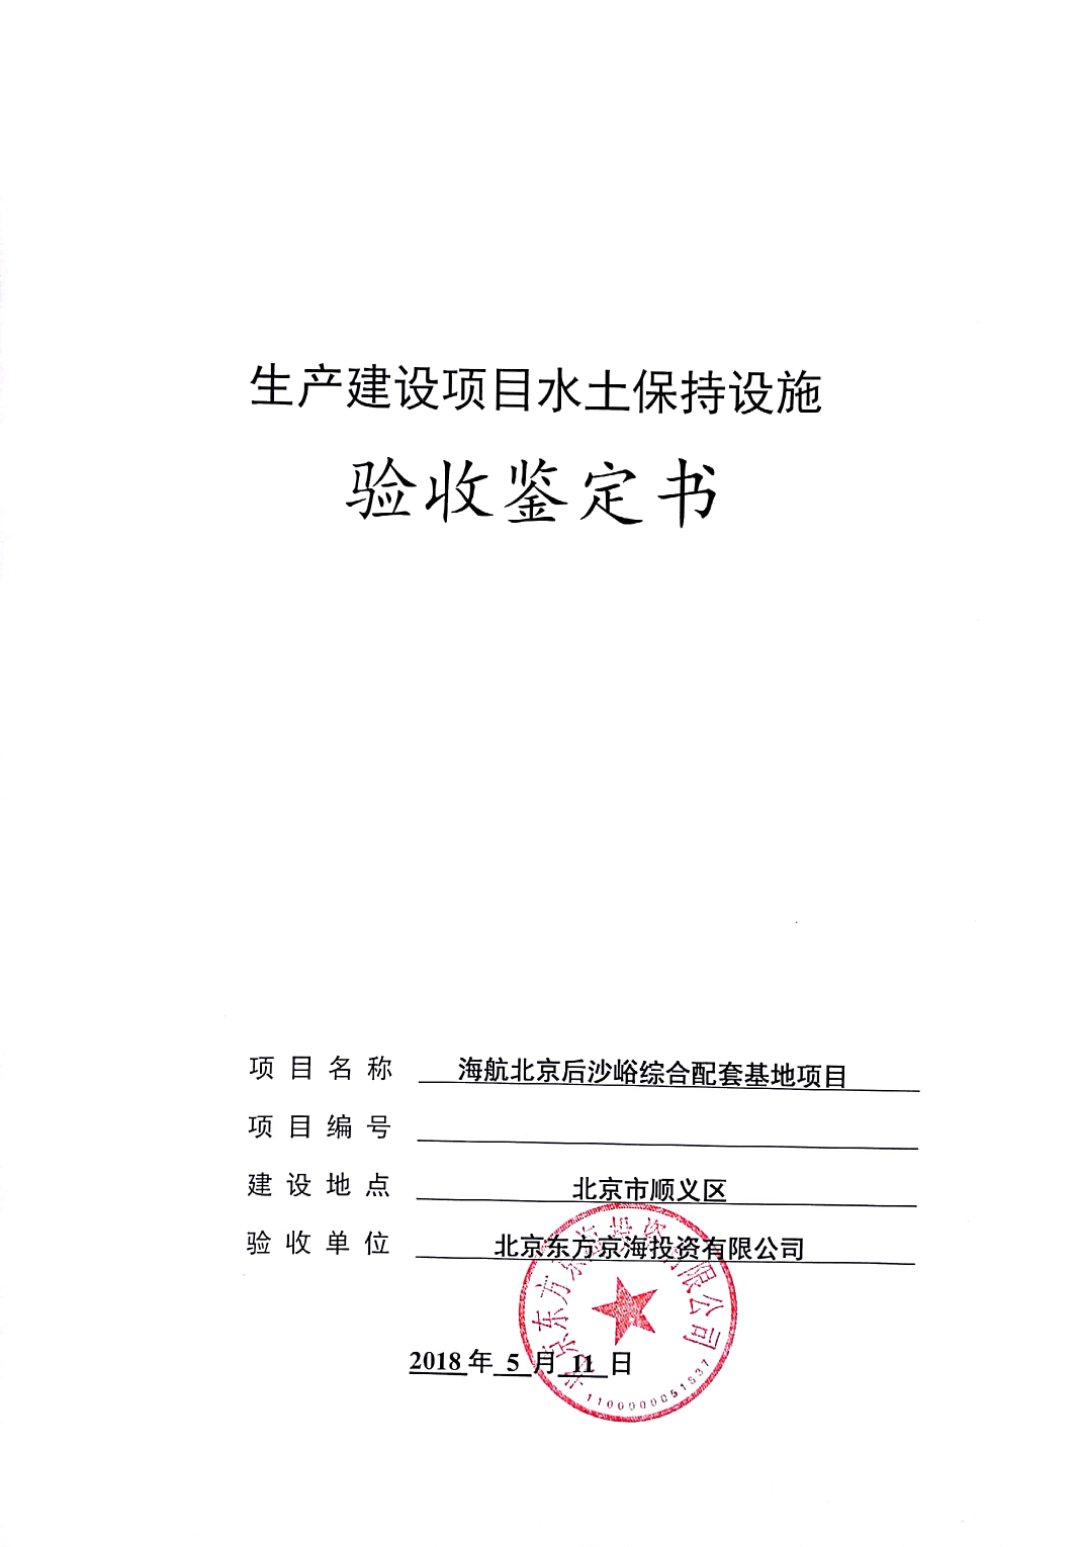 生产建设项目水土保持设施
验收鉴定书
项目名称 海航北京后沙峪综合配套基地项目
项目编号
建设地点 北京市顺义区
验收单位 北京东方京海投资有限公司
2018年 5 月 11 日
北京东方京海投资有限公司